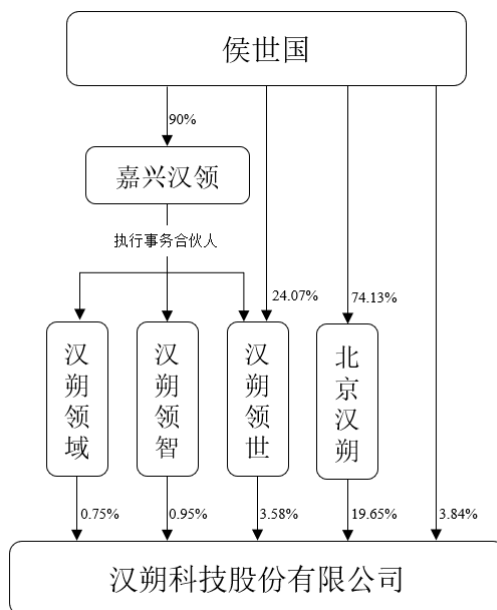 侯世国
90%
嘉兴汉领
执行事务合伙人
24.07%
74.13%
汉朔领域
汉朔领智
汉朔领世
北京汉朔
0.75%
0.95%
3.58%
19.65%
3.84%
汉朔科技股份有限公司